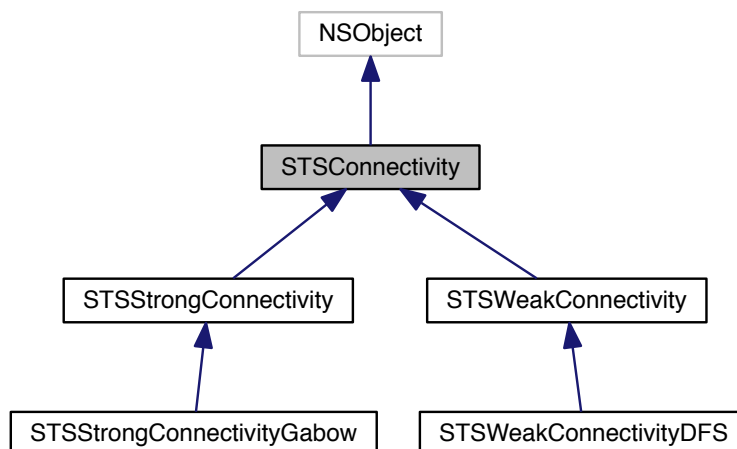 NSObject
STSConnectivity
STSStrongConnectivity
STSWeakConnectivity
STSStrongConnectivityGabow
STSWeakConnectivityDFS